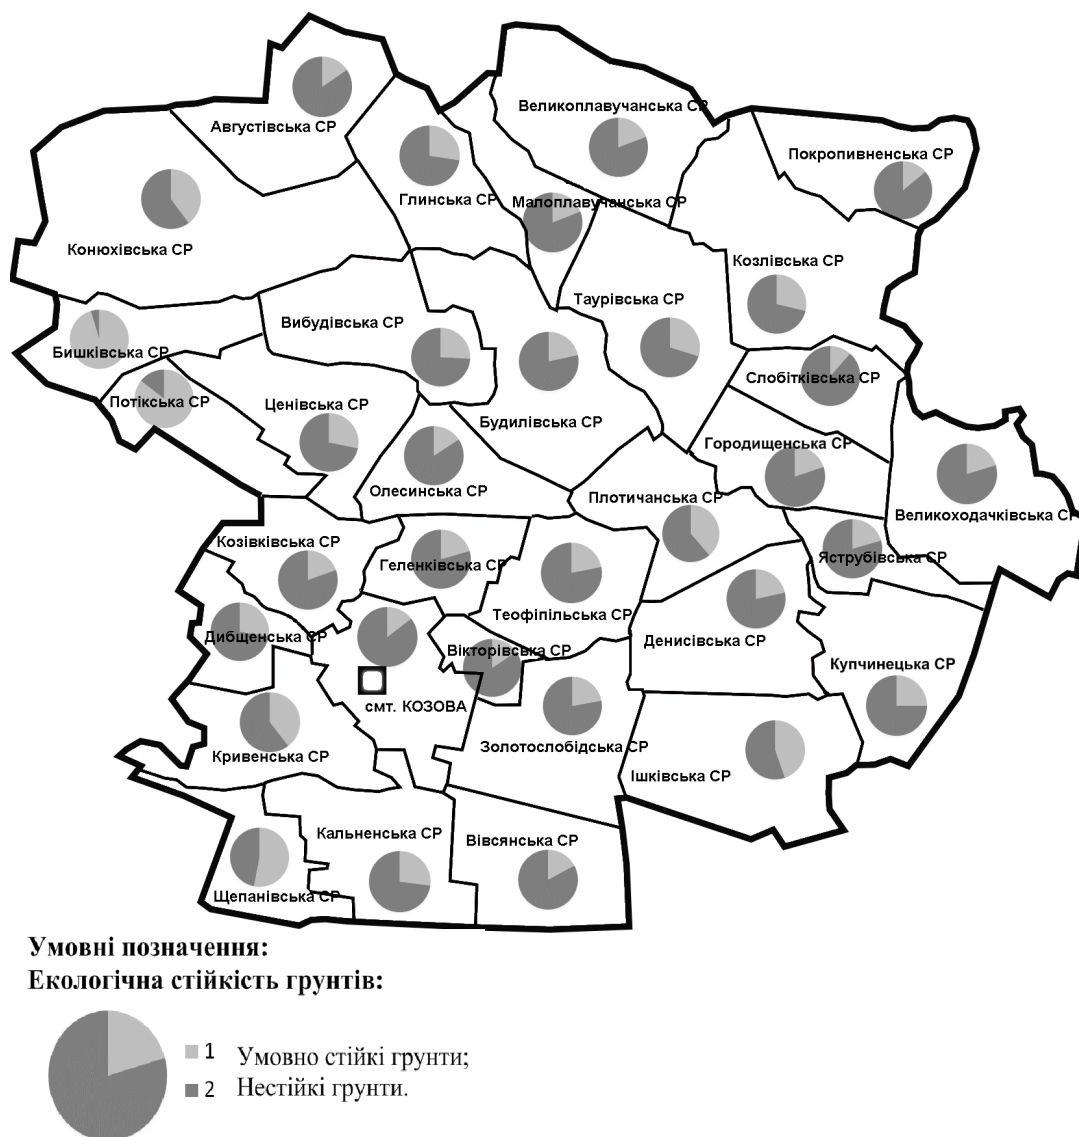 Великоплавучанська СР
Августівська СР
Покропивненська СР
Глинська СР
Малоплавучанська СР
Конюхівська СР
Козлівська СР
Таурівська СР
Вибудівська СР
Бишківська СР
Слобітківська СР
Потікська СР
Ценівська СР
Будилівська СР
Городищенська СР
Олесинська СР
Плотичанська СР
Великоходачківська СР
Козівківська СР
Геленківська СР
Яструбівська СР
Теофіпільська СР
Дибщенська СР
Денисівська СР
Вікторівська СР
Купчинецька СР
смт. КОЗОВА
Золотослобідська СР
Кривенська СР
Ішківська СР
Кальненська СР
Вівсянська СР
Щепанівська СР
Умовні позначення:
Екологічна стійкість грунтів:
1 Умовно стійкі грунти;
2 Нестійкі грунти.